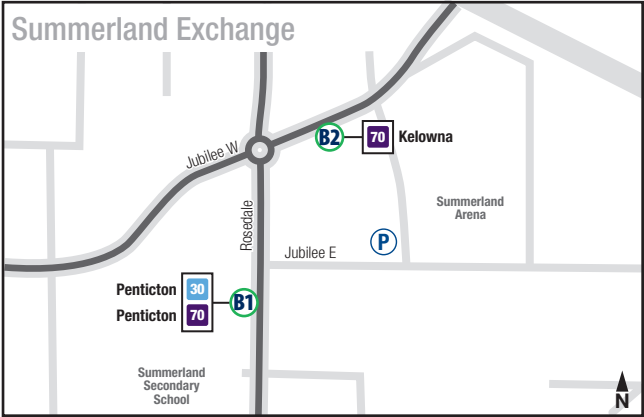 Summerland Exchange
B2
70
Kelowna
Jubilee W
Summerland
Arena
Rosedale
P
Jubilee E
Penticton
30
Penticton
70
B1
Summerland
Secondary
School
N